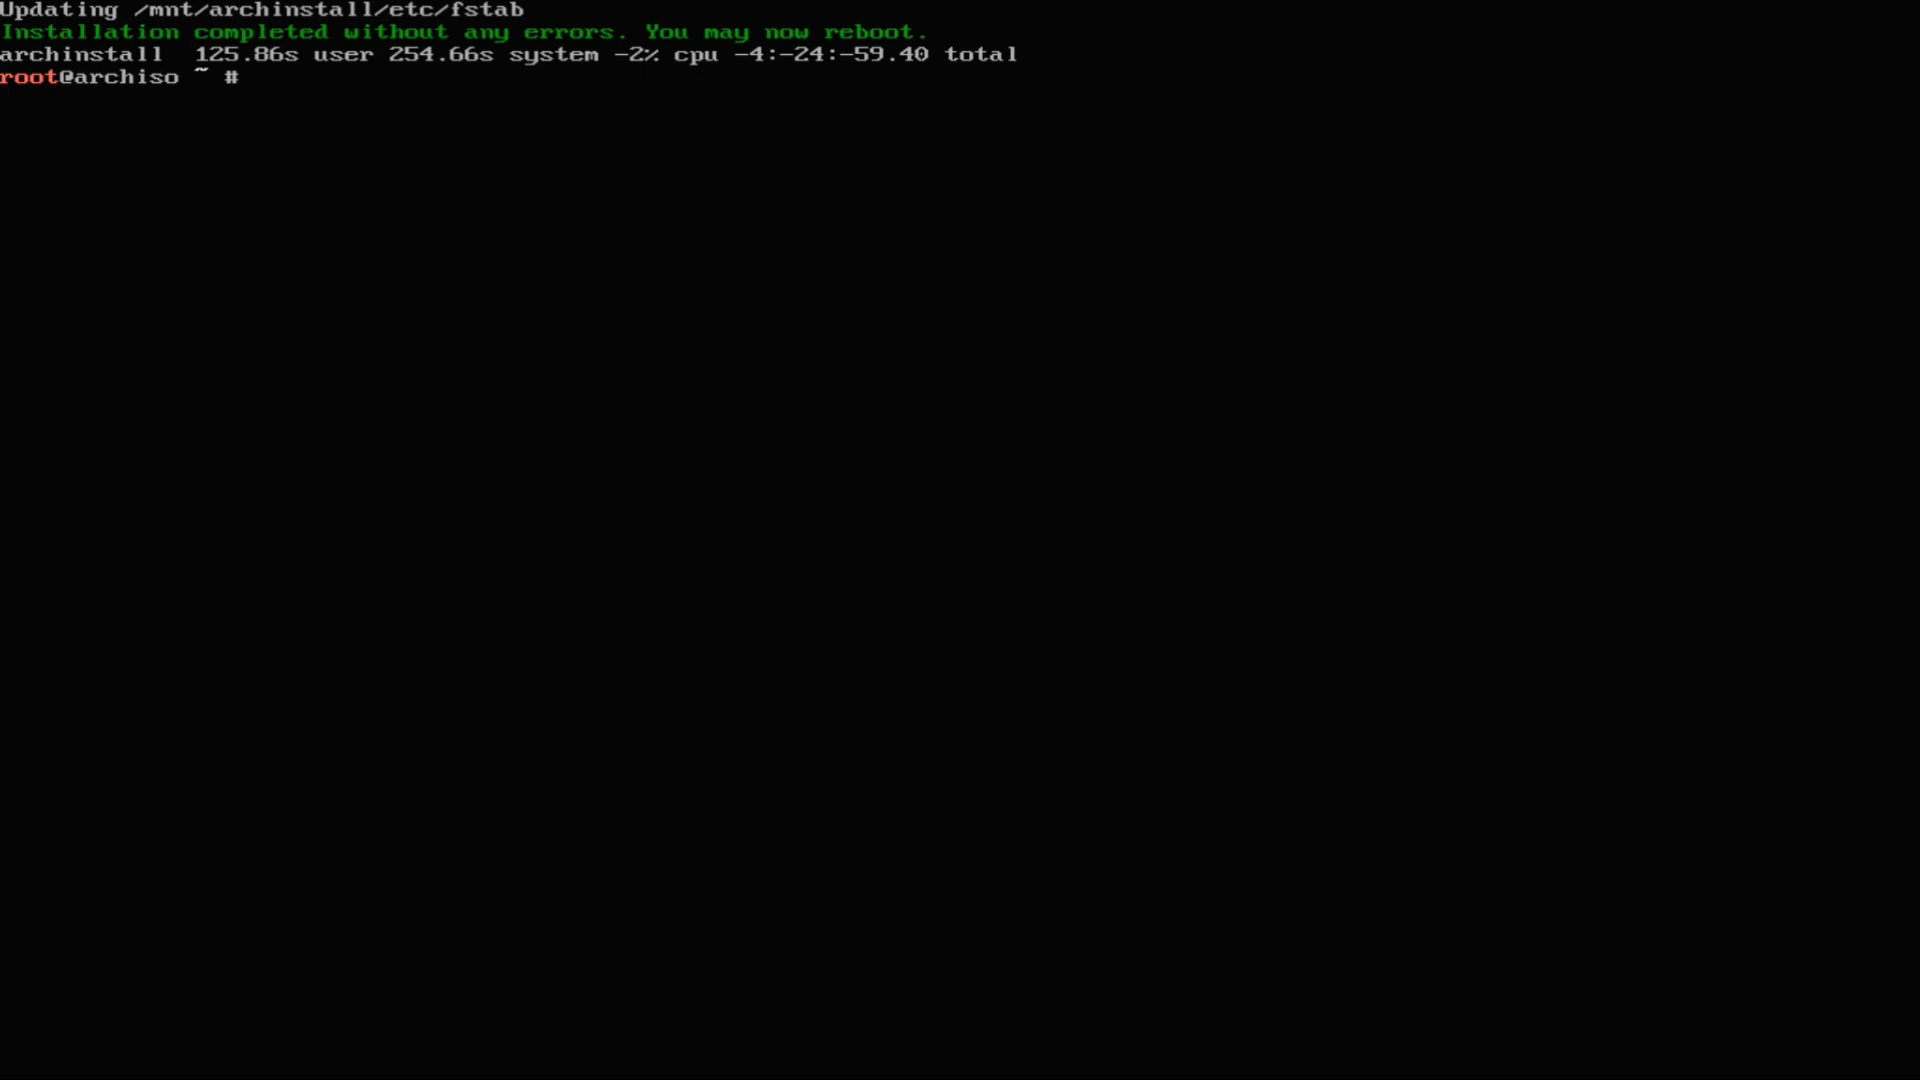 Updating /mnt/archinstall/etc/fstab
Installation completed without any errors. You may now reboot.
archinstall  125.86s user 254.66s system -2% cpu -4:-24:-59.40 total
root@archiso ~ #